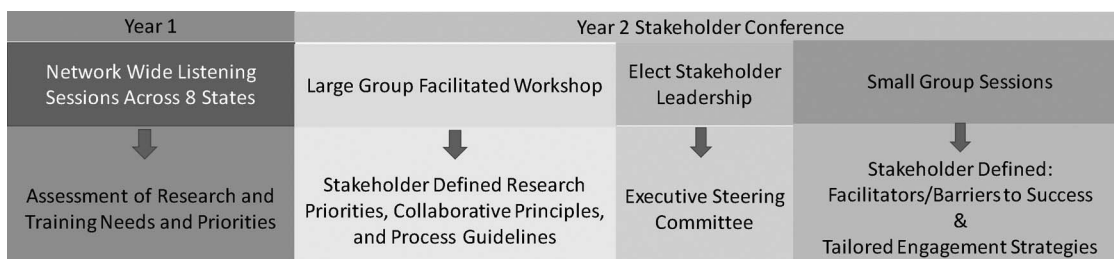 Year 1
Year 2 Stakeholder Conference
Network Wide Listening
Sessions Across 8 States
Large Group Facilitated Workshop
Elect Stakeholder
Leadership
Small Group Sessions
Assessment of Research and
Training Needs and Priorities
Stakeholder Defined Research
Priorities, Collaborative Principles,
and Process Guidelines
Executive Steering
Committee
Stakeholder Defined:
Facilitators/Barriers to Success
&
Tailored Engagement Strategies